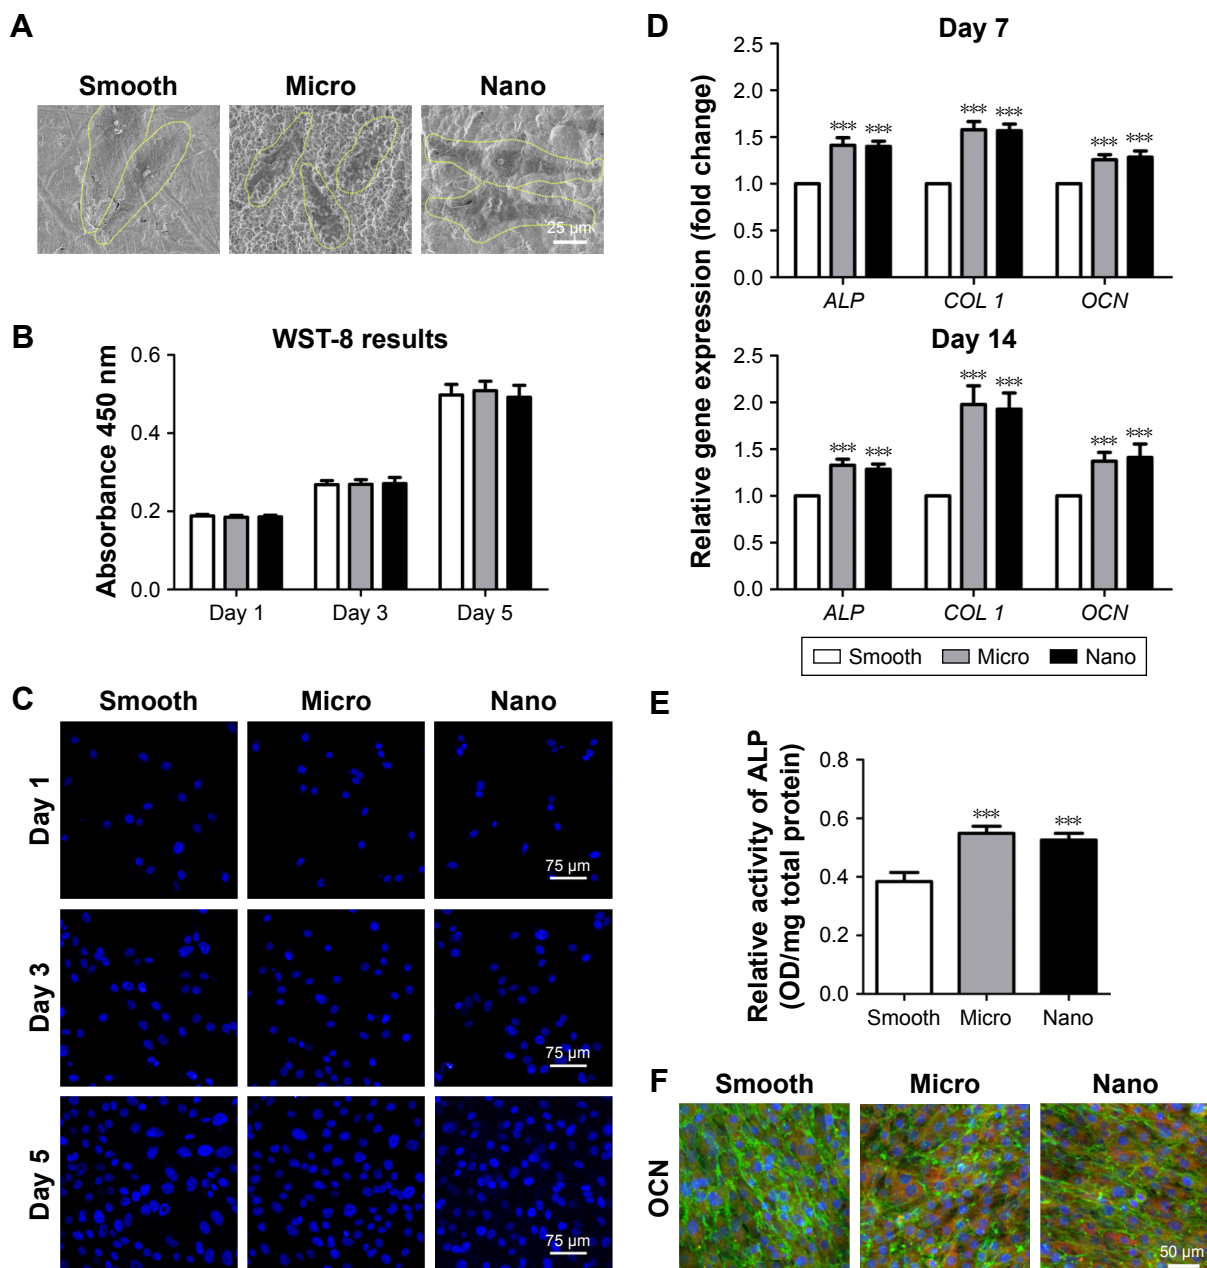 A
Smooth Micro Nano
25 µm
B
WST-8 results
Absorbance 450 nm
0.6
0.4
0.2
0.0
Day 1 Day 3 Day 5
C
Smooth Micro Nano
Day 1
75 µm
Day 3
75 µm
Day 5
75 µm
D
Relative gene expression (fold change)
Day 7
2.5
2.0
1.5
1.0
0.5
0.0
*** *** *** *** *** ***
ALP COL 1 OCN
Day 14
2.5
2.0
1.5
1.0
0.5
0.0
*** *** *** *** *** ***
ALP COL 1 OCN
Smooth Micro Nano
E
Relative activity of ALP
(OD/mg total protein)
0.8
0.6
0.4
0.2
0.0
*** ***
Smooth Micro Nano
F
Smooth Micro Nano
OCN
50 µm